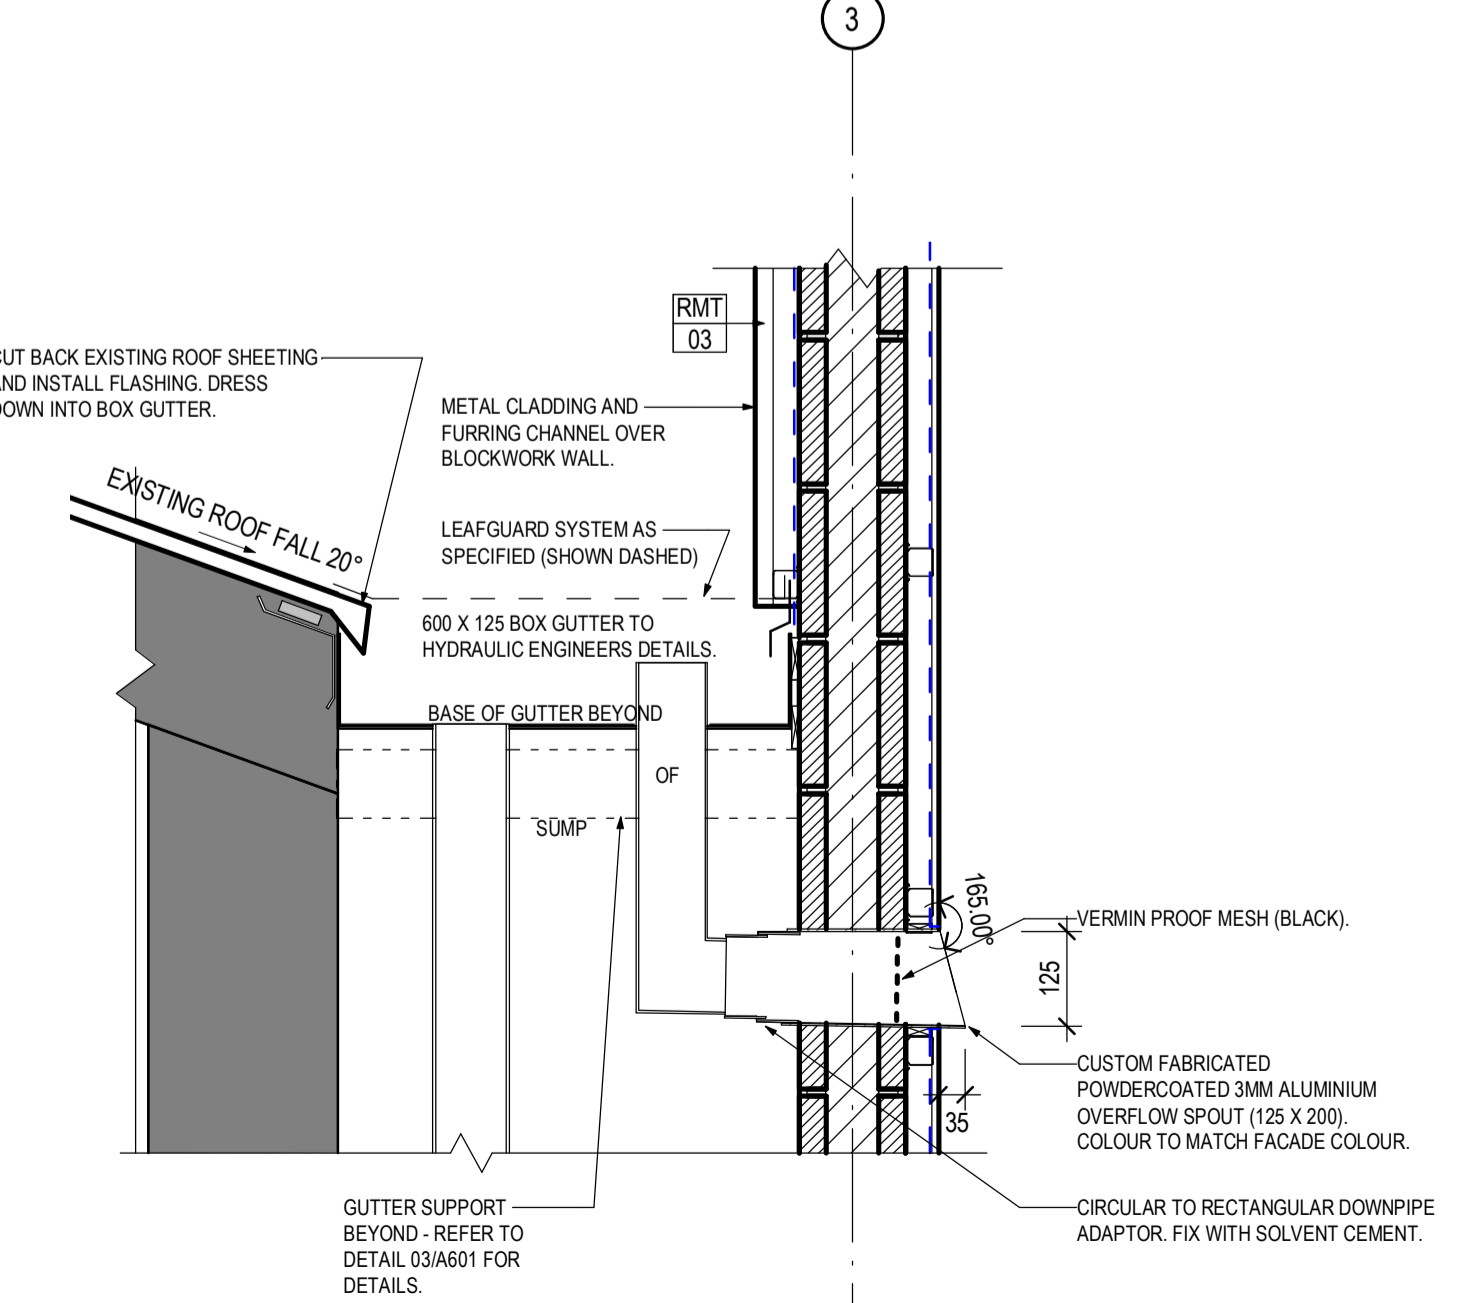 3
RMT
03
CUT BACK EXISTING ROOF SHEETING
AND INSTALL FLASHING. DRESS
DOWN INTO BOX GUTTER.
METAL CLADDING AND
FURRING CHANNEL OVER
BLOCKWORK WALL.
EXISTING ROOF FALL 20°
LEAFGUARD SYSTEM AS
SPECIFIED (SHOWN DASHED)
600 X 125 BOX GUTTER TO
HYDRAULIC ENGINEERS DETAILS.
BASE OF GUTTER BEYOND
OF
SUMP
165.00°
VERMIN PROOF MESH (BLACK).
125
CUSTOM FABRICATED
POWDERCOATED 3MM ALUMINIUM
OVERFLOW SPOUT (125 X 200).
COLOUR TO MATCH FACADE COLOUR.
35
CIRCULAR TO RECTANGULAR DOWNPIPE
ADAPTOR. FIX WITH SOLVENT CEMENT.
GUTTER SUPPORT
BEYOND - REFER TO
DETAIL 03/A601 FOR
DETAILS.